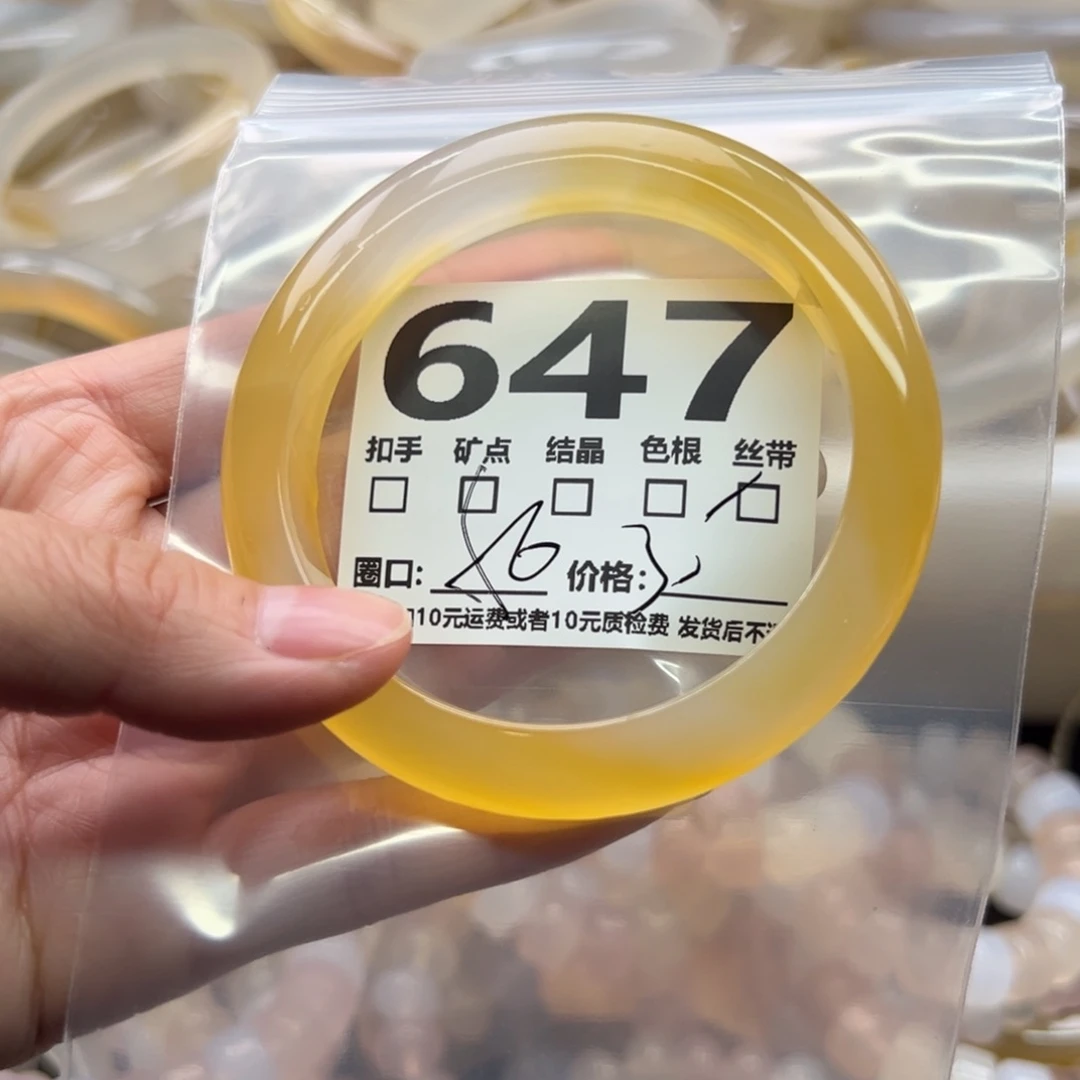 647
扣手 矿点 结晶 色根 丝带
圈口: 价格:
10元运费或者10元质检费 发货后不